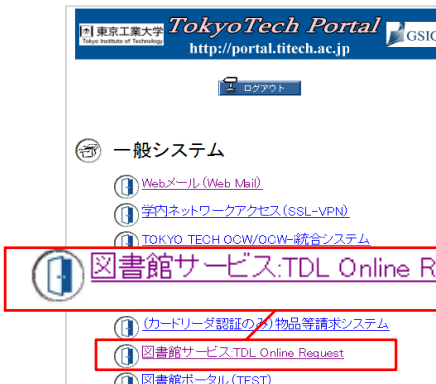 東京工業大学 TokyoTech Portal GSIC
Tokyo Institute of Technology
http://portal.titech.ac.jp
ログアウト
一般システム
Webメール(Web Mail)
学内ネットワークアクセス(SSL-VPN)
TOKYO TECH OCW/OCW-i統合システム
図書館サービス:TDL Online R
(カードリーダ認証のみ)物品等請求システム
図書館サービス:TDL Online Request
図書館ポータル(TEST)